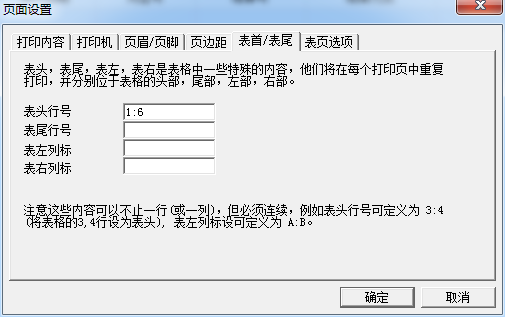 页面设置
打印内容 打印机 页眉/页脚 页边距 表首/表尾 表页选项
表头，表尾，表左，表右是表格中一些特殊的内容，他们将在每个打印页中重复
打印，并分别位于表格的头部，尾部，左部，右部。
表头行号 1:6
表尾行号
表左列标
表右列标
注意这些内容可以不止一行(或一列)，但必须连续，例如表头行号可定义为 3:4
(将表格的3,4行设为表头)，表左列标设可定义为 A:B。
确定 取消